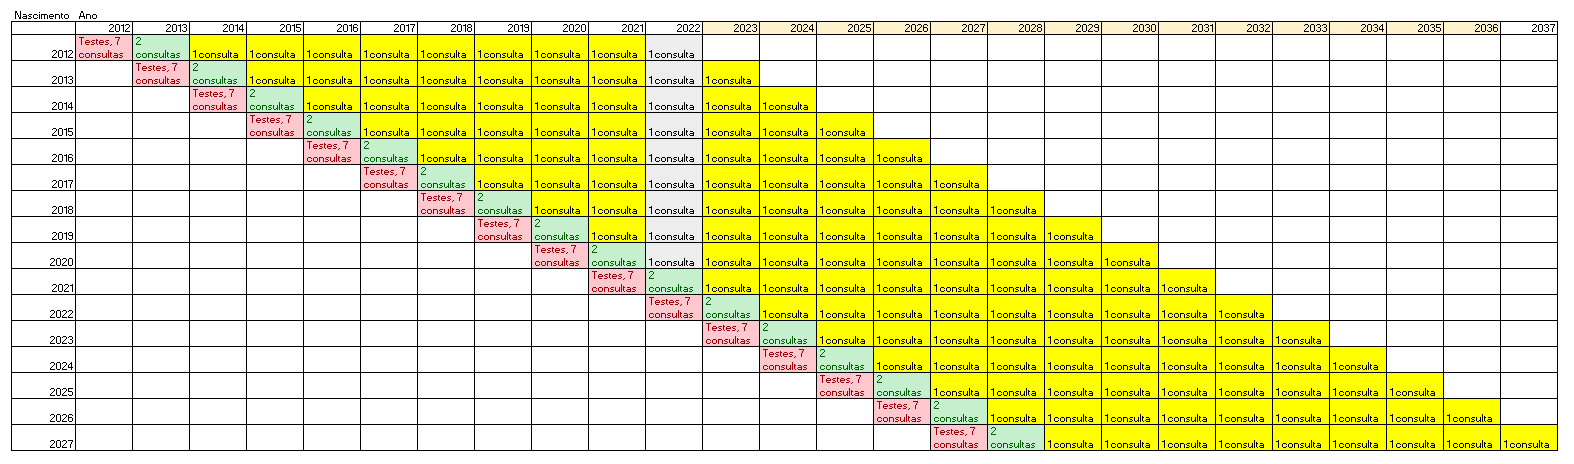 Nascimento Ano
2012 2013 2014 2015 2016 2017 2018 2019 2020 2021 2022 2023 2024 2025 2026 2027 2028 2029 2030 2031 2032 2033 2034 2035 2036 2037
Testes, 7 2
2012 consultas consultas 1consulta 1consulta 1consulta 1consulta 1consulta 1consulta 1consulta 1consulta 1consulta
Testes, 7 2
2013 consultas consultas 1consulta 1consulta 1consulta 1consulta 1consulta 1consulta 1consulta 1consulta 1consulta
Testes, 7 2
2014 consultas consultas 1consulta 1consulta 1consulta 1consulta 1consulta 1consulta 1consulta 1consulta 1consulta
Testes, 7 2
2015 consultas consultas 1consulta 1consulta 1consulta 1consulta 1consulta 1consulta 1consulta 1consulta 1consulta
Testes, 7 2
2016 consultas consultas 1consulta 1consulta 1consulta 1consulta 1consulta 1consulta 1consulta 1consulta 1consulta
Testes, 7 2
2017 consultas consultas 1consulta 1consulta 1consulta 1consulta 1consulta 1consulta 1consulta 1consulta 1consulta
Testes, 7 2
2018 consultas consultas 1consulta 1consulta 1consulta 1consulta 1consulta 1consulta 1consulta 1consulta 1consulta
Testes, 7 2
2019 consultas consultas 1consulta 1consulta 1consulta 1consulta 1consulta 1consulta 1consulta 1consulta 1consulta
Testes, 7 2
2020 consultas consultas 1consulta 1consulta 1consulta 1consulta 1consulta 1consulta 1consulta 1consulta 1consulta
Testes, 7 2
2021 consultas consultas 1consulta 1consulta 1consulta 1consulta 1consulta 1consulta 1consulta 1consulta 1consulta
Testes, 7 2
2022 consultas consultas 1consulta 1consulta 1consulta 1consulta 1consulta 1consulta 1consulta 1consulta 1consulta
Testes, 7 2
2023 consultas consultas 1consulta 1consulta 1consulta 1consulta 1consulta 1consulta 1consulta 1consulta 1consulta
Testes, 7 2
2024 consultas consultas 1consulta 1consulta 1consulta 1consulta 1consulta 1consulta 1consulta 1consulta 1consulta
Testes, 7 2
2025 consultas consultas 1consulta 1consulta 1consulta 1consulta 1consulta 1consulta 1consulta 1consulta 1consulta
Testes, 7 2
2026 consultas consultas 1consulta 1consulta 1consulta 1consulta 1consulta 1consulta 1consulta 1consulta 1consulta
Testes, 7 2
2027 consultas consultas 1consulta 1consulta 1consulta 1consulta 1consulta 1consulta 1consulta 1consulta 1consulta